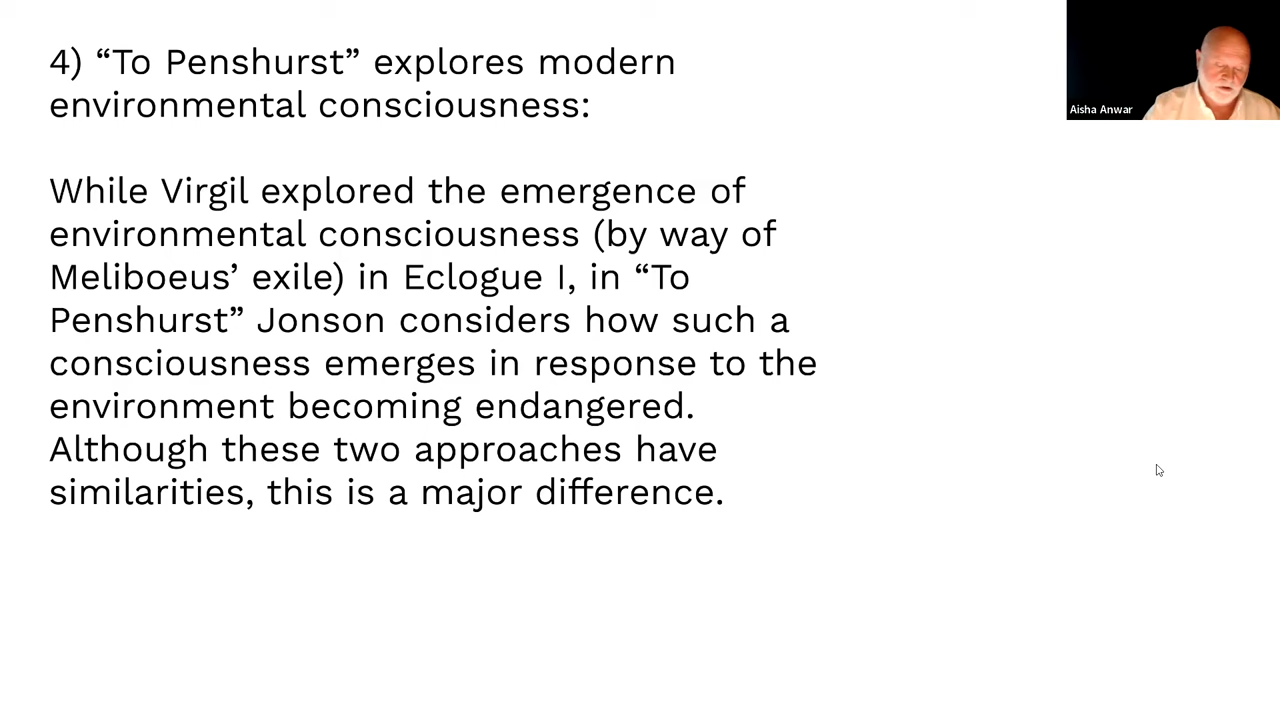 4) “To Penshurst” explores modern
environmental consciousness:
While Virgil explored the emergence of
environmental consciousness (by way of
Meliboeus’ exile) in Eclogue I, in “To
Penshurst” Jonson considers how such a
consciousness emerges in response to the
environment becoming endangered.
Although these two approaches have
similarities, this is a major difference.
Aisha Anwar